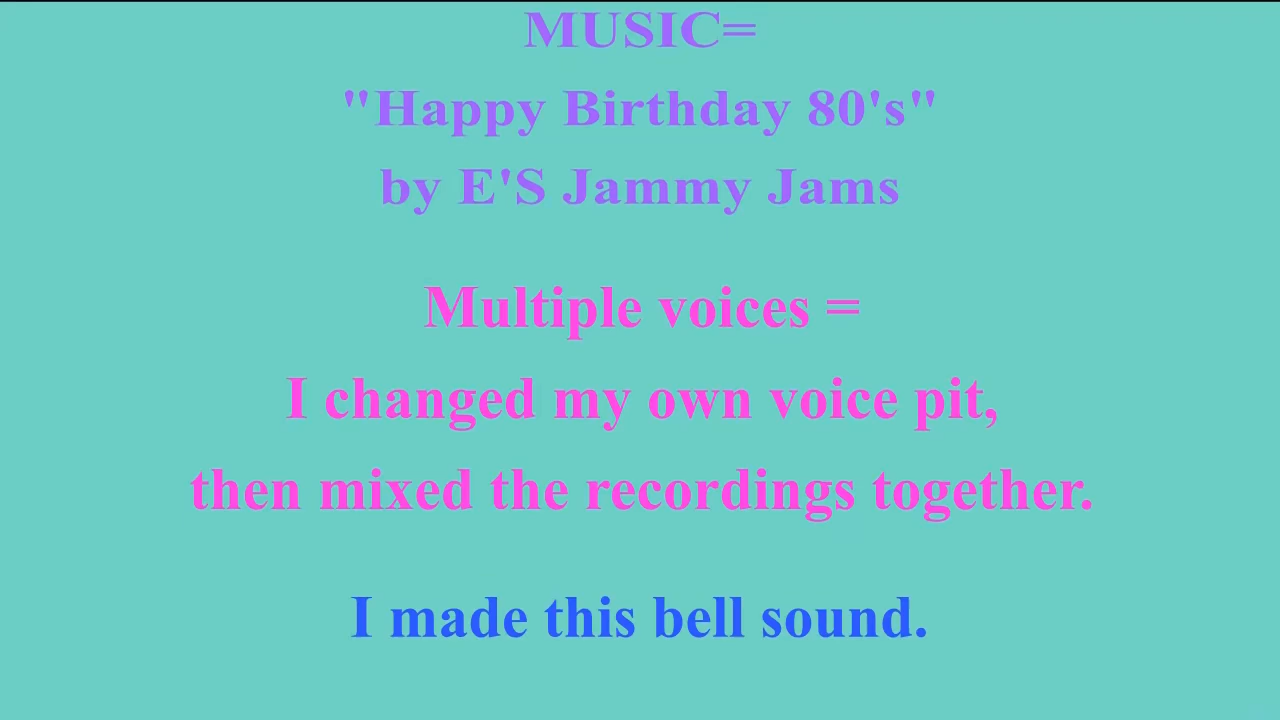 MUSIC=
"Happy Birthday 80's"
by E'S Jammy Jams
Multiple voices =
I changed my own voice pit,
then mixed the recordings together.
I made this bell sound.